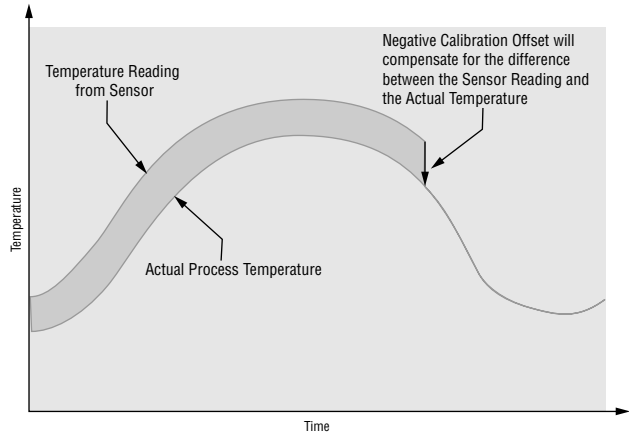 Negative Calibration Offset will
compensate for the difference
between the Sensor Reading and
the Actual Temperature
Temperature Reading
from Sensor
Temperature
Actual Process Temperature
Time